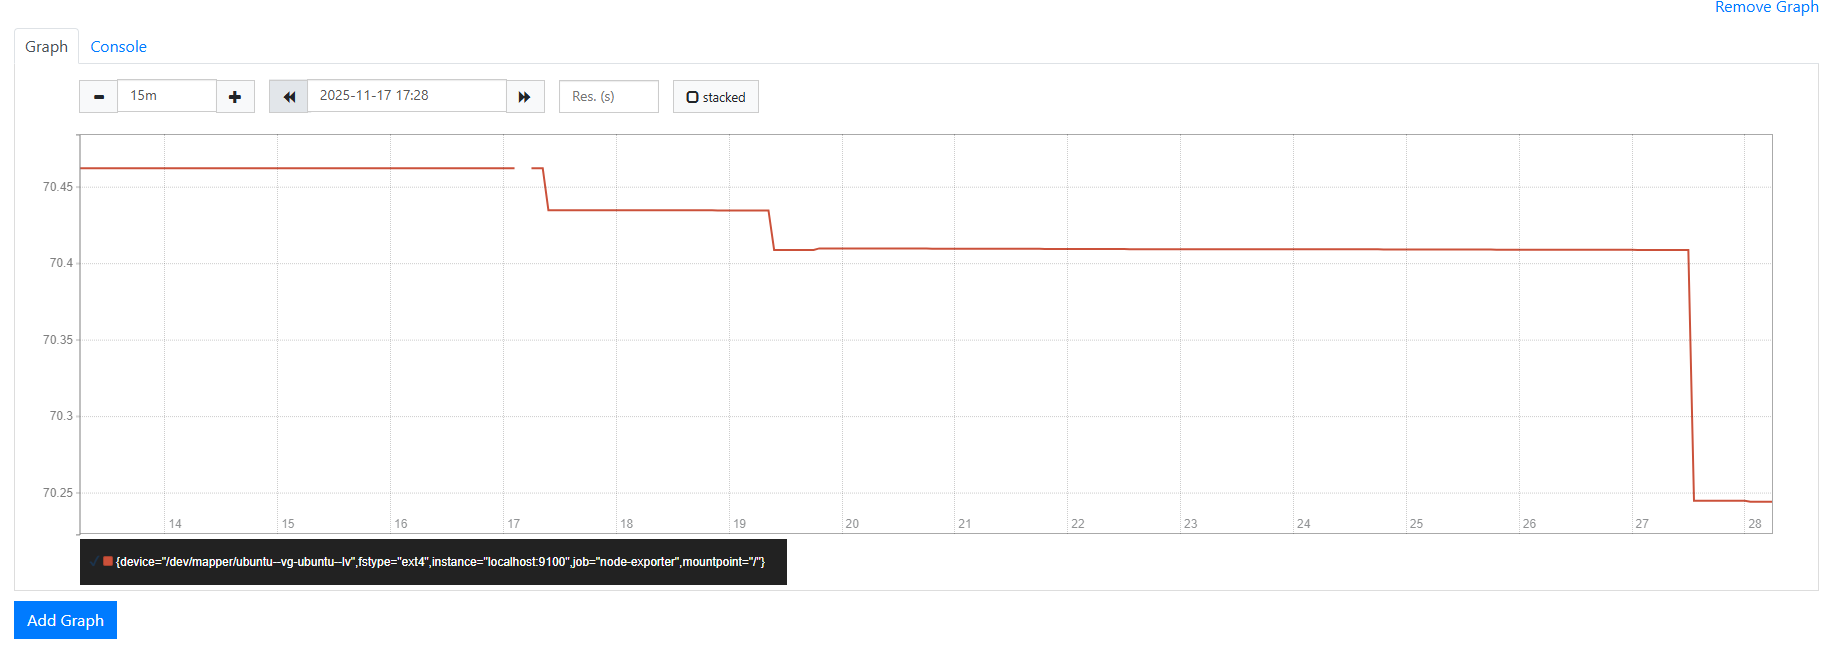 Remove Graph
Graph Console
15m 2025-11-17 17:28 Res. (s) stacked
70.45
70.4
70.35
70.3
70.25
14 15 16 17 18 19 20 21 22 23 24 25 26 27 28
{device="/dev/mapper/ubuntu--vg-ubuntu--lv",fstype="ext4",instance="localhost:9100",job="node-exporter",mountpoint="/"}
Add Graph